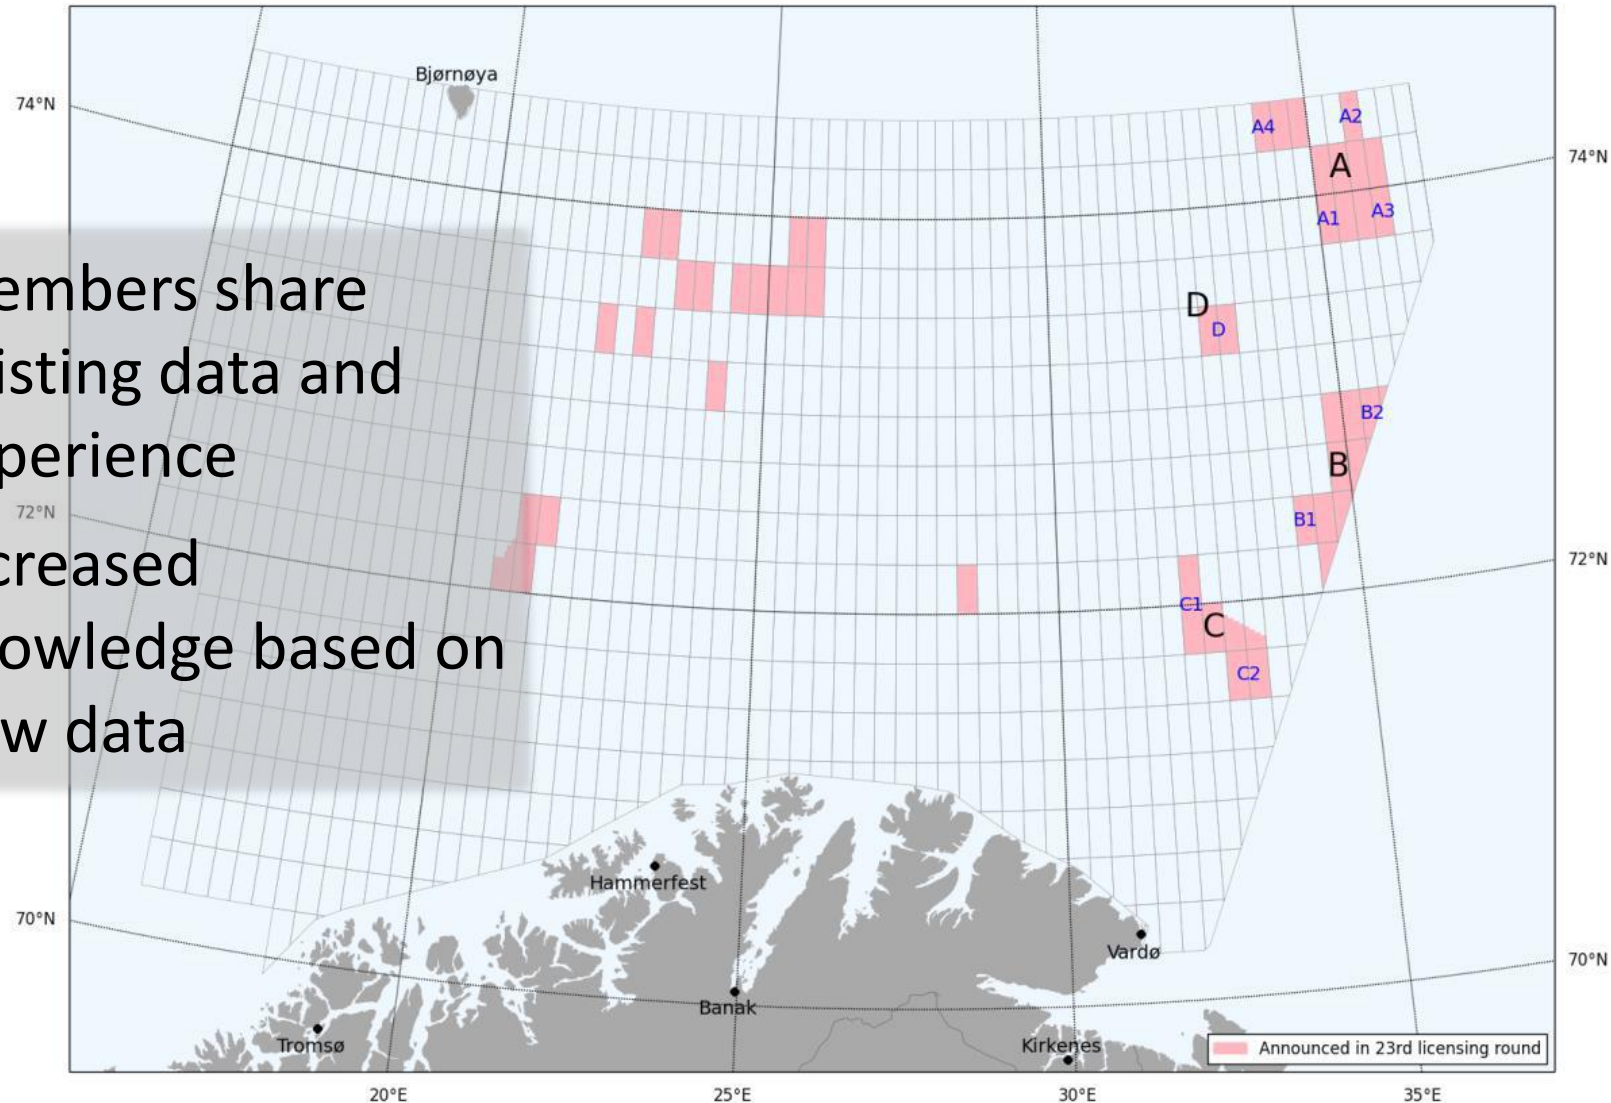 Bjørnøya
74°N
74°N
A4
A2
A
A1
A3
D
D
B2
B
B1
C1
C
C2
embers share
isting data and
perience
creased
owledge based on
w data
72°N
72°N
Hammerfest
Vardø
Banak
Tromsø
Kirkenes
70°N
70°N
Announced in 23rd licensing round
20°E
25°E
30°E
35°E